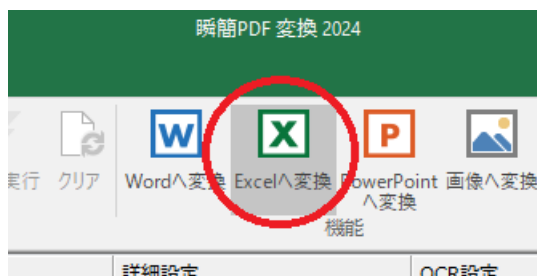 瞬簡PDF 変換 2024
W
X
P
実行
クリア
Wordへ変換
Excelへ変換
PowerPoint
へ変換
画像へ変換
機能
詳細設定
OCR設定